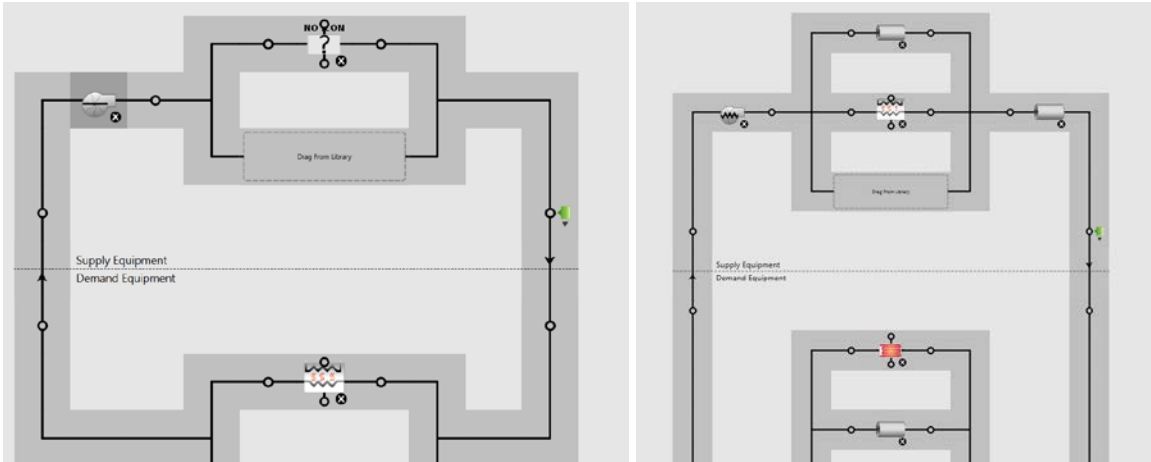 NO ? ON
Drag From Library
Supply Equipment
Demand Equipment
Drag From Library
Supply Equipment
Demand Equipment